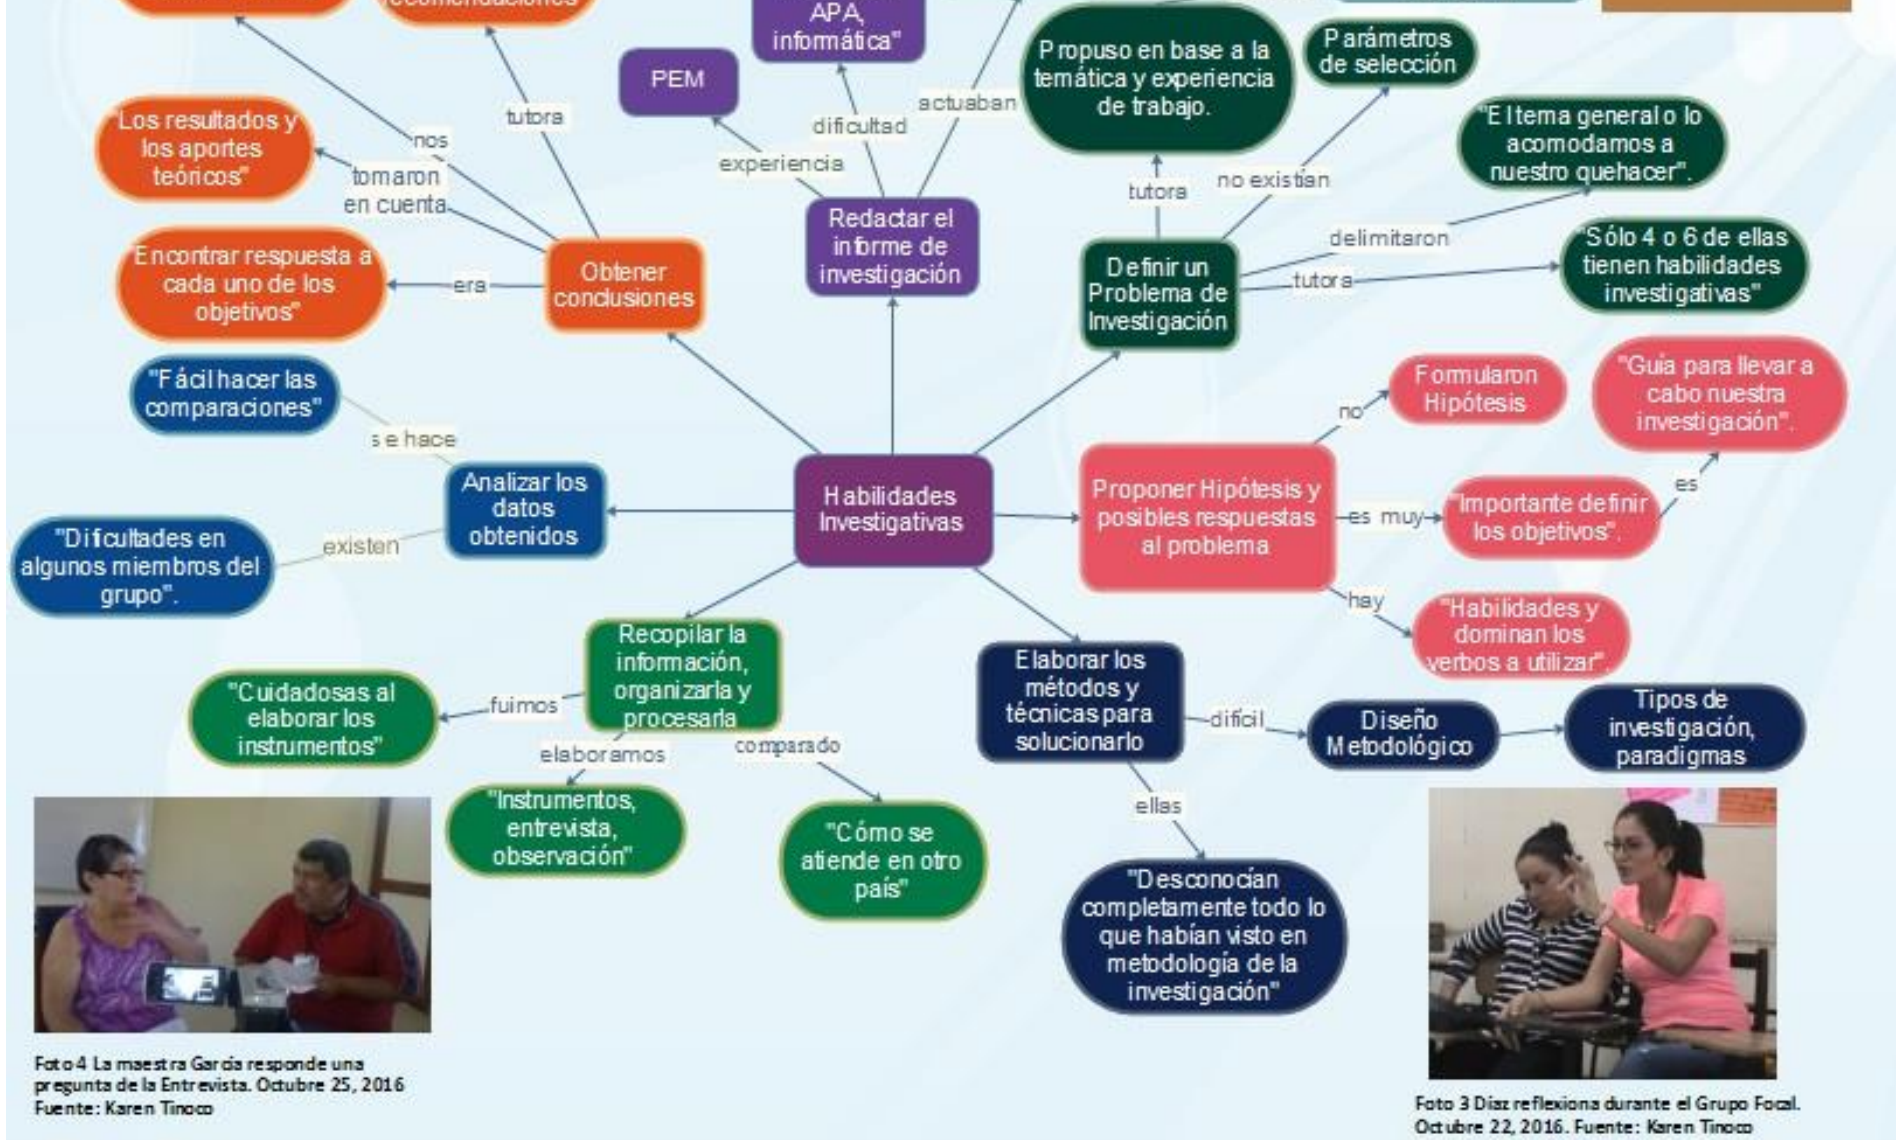 recomendaciones"
APA,
informática"
Propuso en base a la
temática y experiencia
de trabajo.
Parámetros
de selección
PEM
actuaban
tutora
dificultad
"Los resultados y
los aportes
teóricos"
nos
experiencia
"El tema general o lo
acomodamos a
nuestro quehacer".
tomaron
en cuenta
tutora
no existían
Redactar el
informe de
investigación
delimitaron
"Sólo 4 o 6 de ellas
tienen habilidades
investigativas"
Encontrar respuesta a
cada uno de los
objetivos"
era
Obtener
conclusiones
Definir un
Problema de
Investigación
tutora
"Fácil hacer las
comparaciones"
se hace
Formularon
Hipótesis
no
"Guía para llevar a
cabo nuestra
investigación".
es
Analizar los
datos
obtenidos
Habilidades
Investigativas
Proponer Hipótesis y
posibles respuestas
al problema
es muy
"Importante definir
los objetivos".
"Dificultades en
algunos miembros del
grupo".
existen
hay
"Habilidades y
dominan los
verbos a utilizar".
Recopilar la
información,
organizarla y
procesarla
"Cuidadosas al
elaborar los
instrumentos"
fuimos
elaboramos
comparado
Elaborar los
métodos y
técnicas para
solucionarlo
difícil
Diseño
Metodológico
Tipos de
investigación,
paradigmas
"Instrumentos,
entrevista,
observación"
"Cómo se
atiende en otro
país"
ellas
"Desconocían
completamente todo lo
que habían visto en
metodología de la
investigación"
Foto 4 La maestra García responde una
pregunta de la Entrevista. Octubre 25, 2016
Fuente: Karen Tinoco
Foto 3 Díaz reflexiona durante el Grupo Focal.
Octubre 22, 2016. Fuente: Karen Tinoco